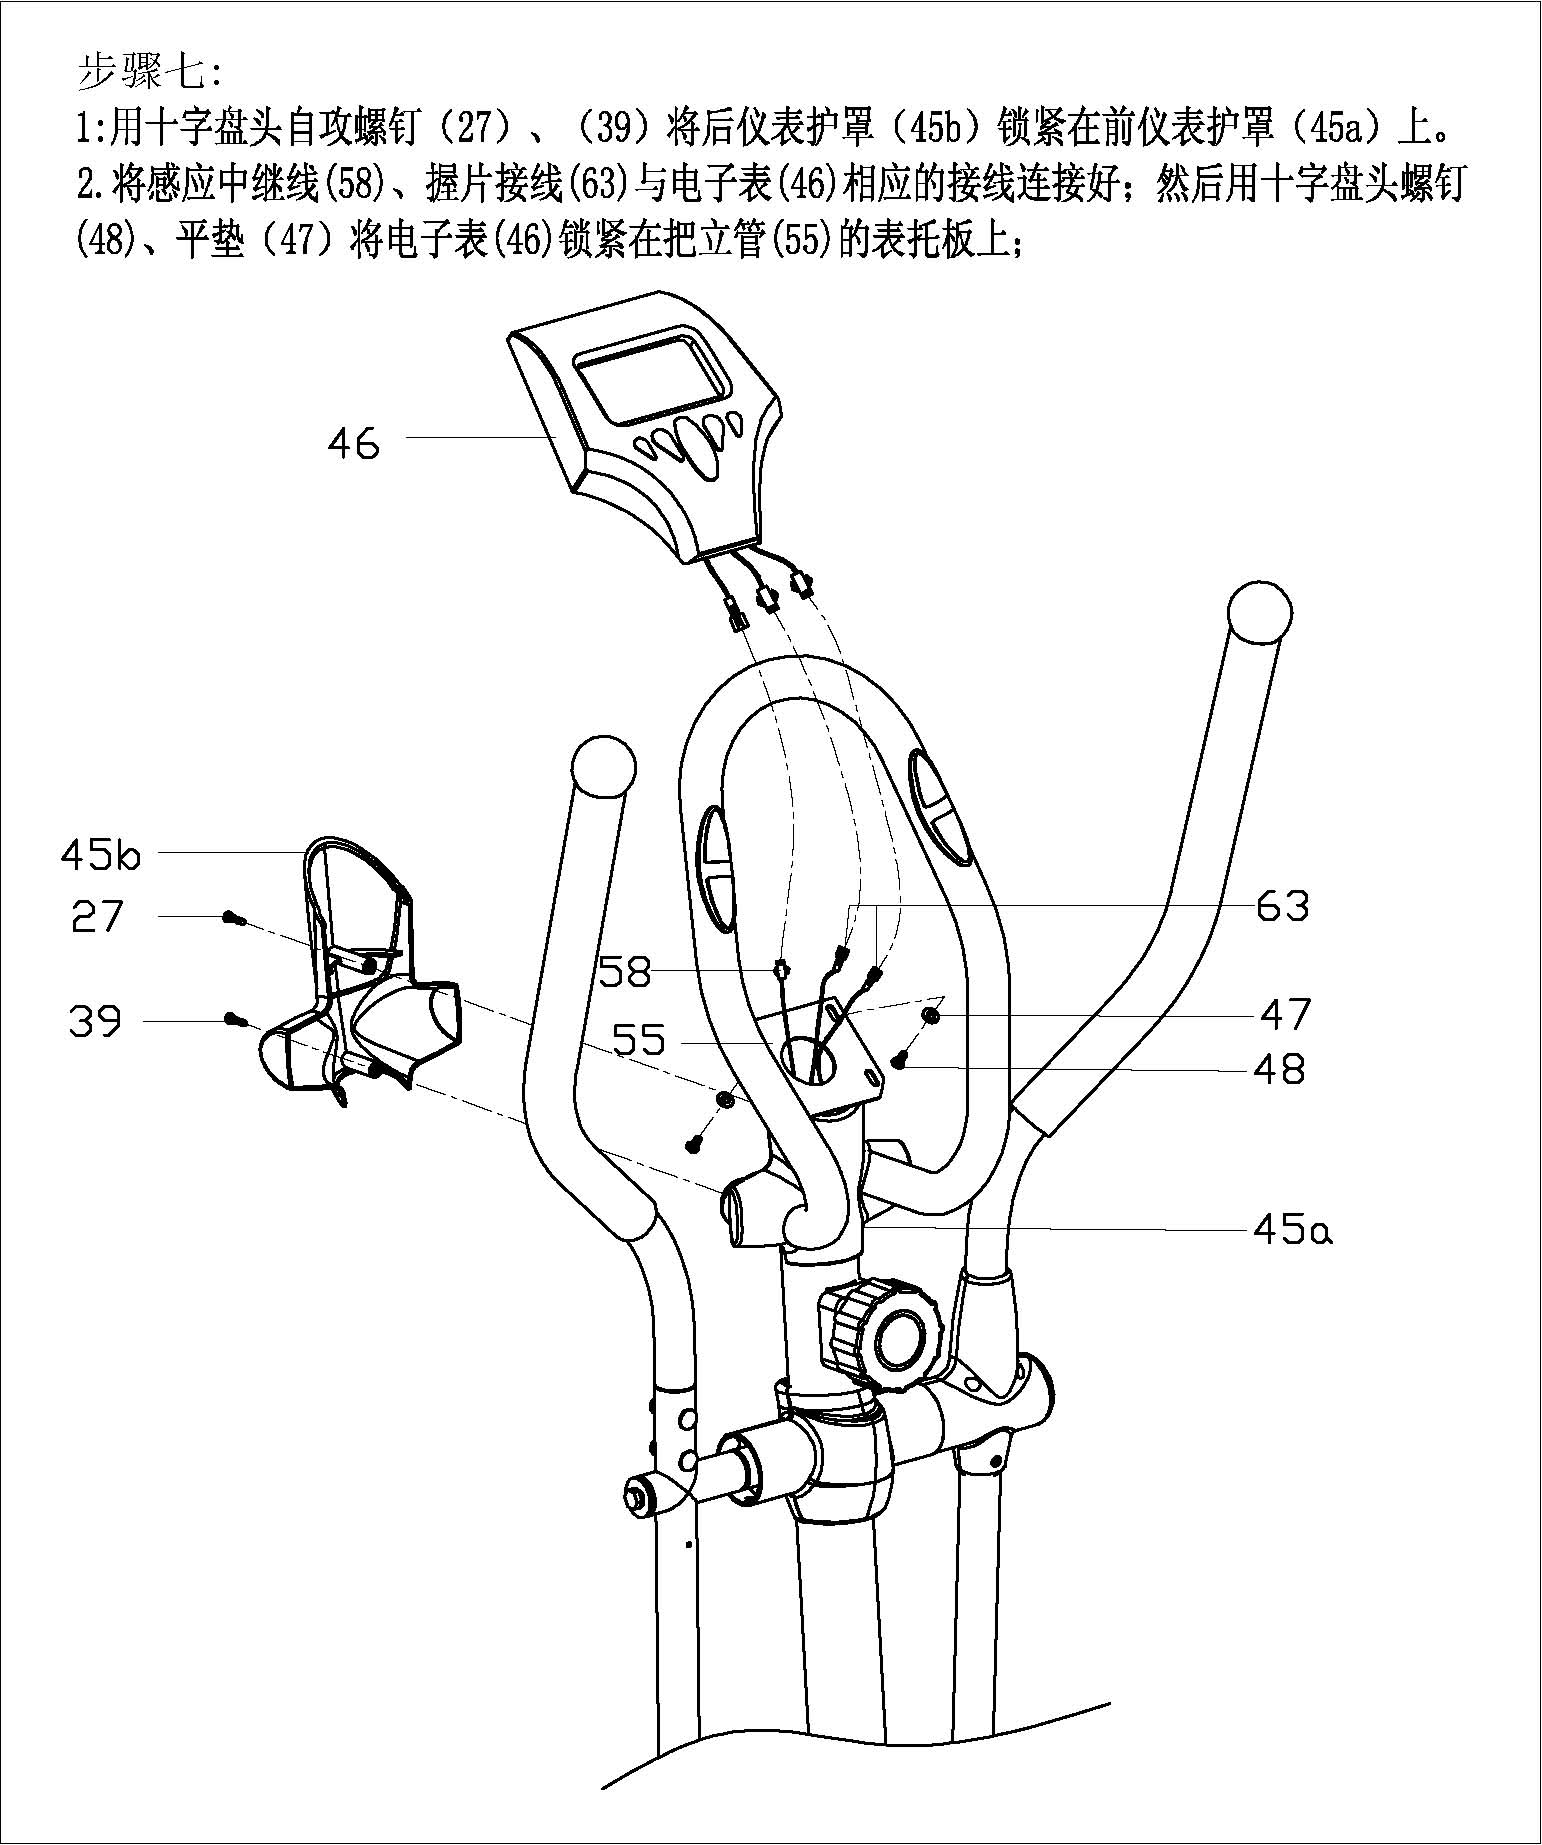 步骤七:
1:用十字盘头自攻螺钉（27）、（39）将后仪表护罩（45b）锁紧在前仪表护罩（45a）上。
2.将感应中继线(58)、握片接线(63)与电子表(46)相应的接线连接好；然后用十字盘头螺钉
(48)、平垫（47）将电子表(46)锁紧在把立管(55)的表托板上；
46
45b
27
63
58
39
47
55
48
45a